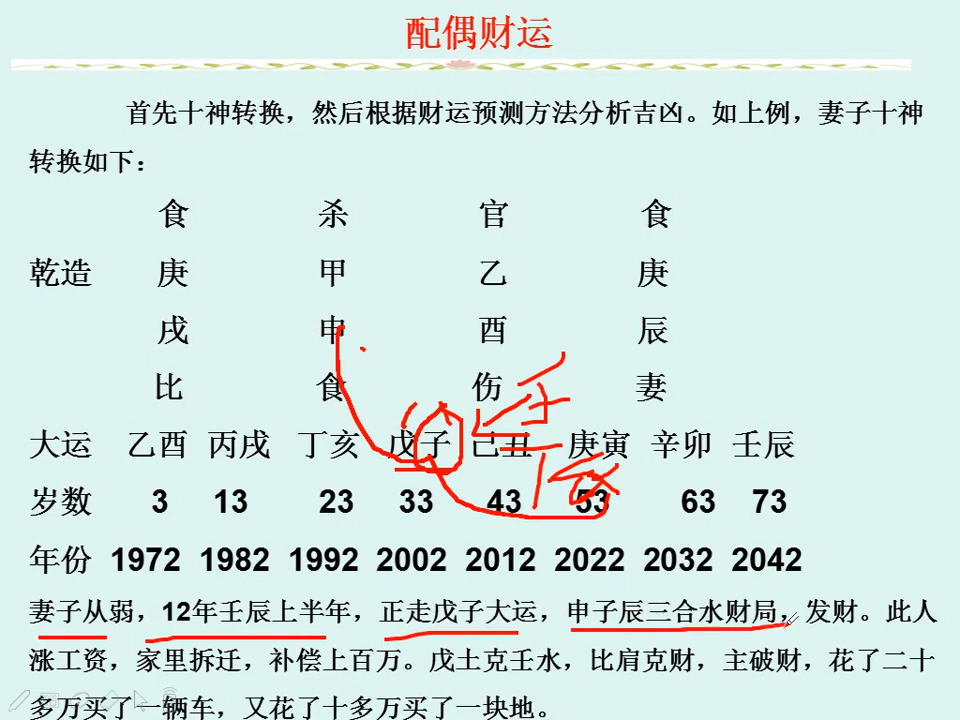 配偶财运
首先十神转换，然后根据财运预测方法分析吉凶。如上例，妻子十神
转换如下：
食 杀 官 食
乾造 庚 甲 乙 庚
戌 申 酉 辰
比 食 伤 妻
大运 乙酉 丙戌 丁亥 戊子 己丑 庚寅 辛卯 壬辰
岁数 3 13 23 33 43 53 63 73
年份 1972 1982 1992 2002 2012 2022 2032 2042
妻子从弱，12年壬辰上半年，正走戊子大运，申子辰三合水财局，发财。此人
涨工资，家里拆迁，补偿上百万。戊土克壬水，比肩克财，主破财，花了二十
多万买了一辆车，又花了十多万买了一块地。